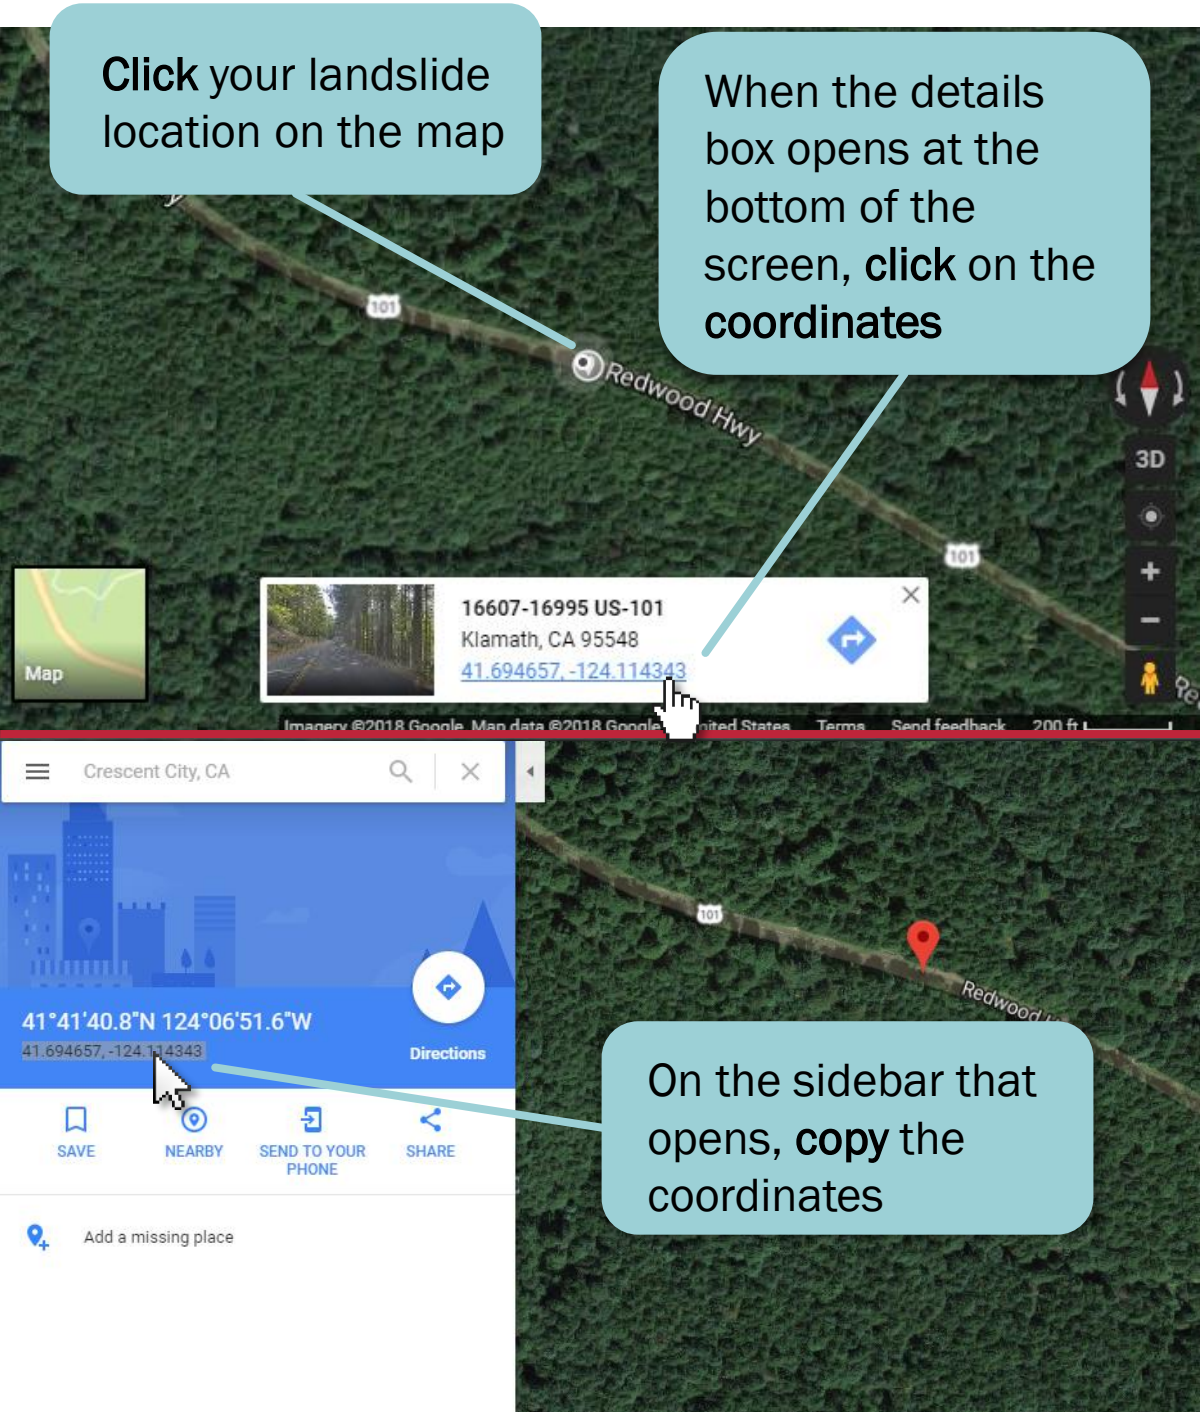 Click your landslide
location on the map
When the details
box opens at the
bottom of the
screen, click on the
coordinates
101
Redwood Hwy
3D
101
16607-16995 US-101
Klamath, CA 95548
41.694657, -124.114343
Map
Imagery ©2018 Google, Map data ©2018 Google
Terms
Send feedback
200 ft
Crescent City, CA
101
Redwood
41°41'40.8"N 124°06'51.6"W
41.694657, -124.114343
Directions
On the sidebar that
opens, copy the
coordinates
SAVE
NEARBY
SEND TO YOUR
PHONE
SHARE
Add a missing place